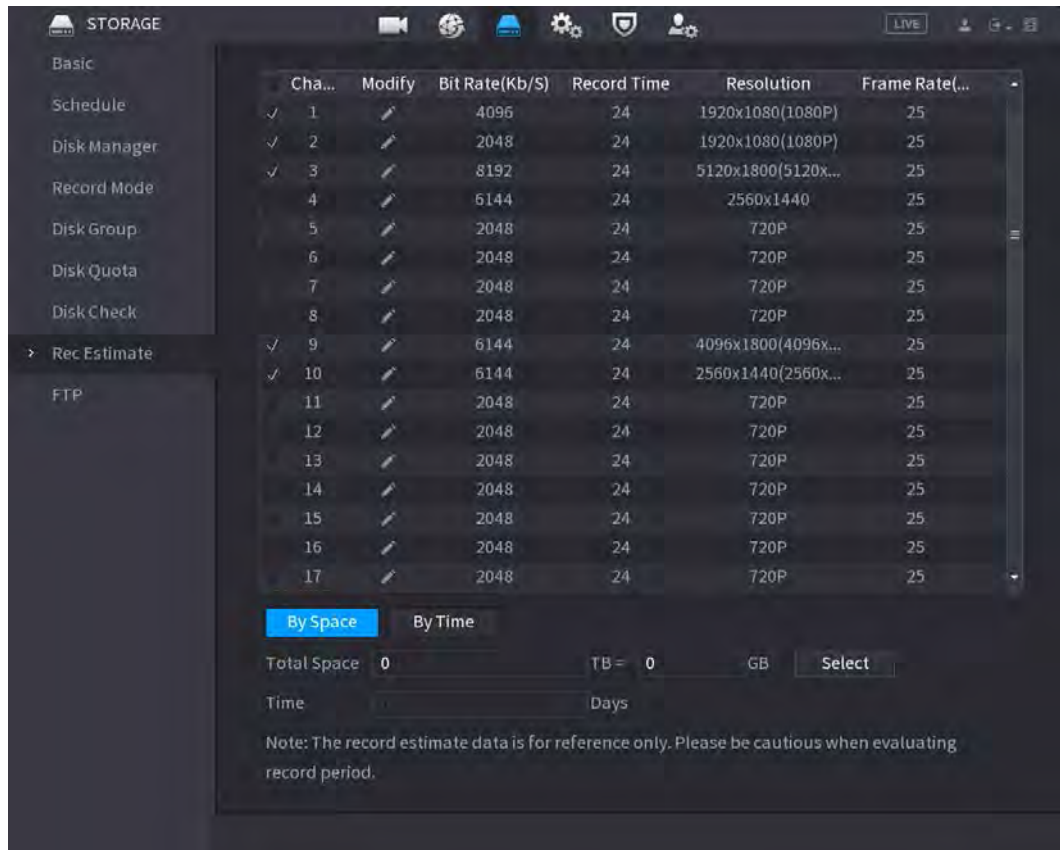 STORAGE LIVE
Basic
Schedule
Disk Manager
Record Mode
Disk Group
Disk Quota
Disk Check
Rec Estimate
FTP
Cha... Modify Bit Rate(Kb/S) Record Time Resolution Frame Rate(...
1 4096 24 1920x1080(1080P) 25
2 2048 24 1920x1080(1080P) 25
3 8192 24 5120x1800(5120x... 25
4 6144 24 2560x1440 25
5 2048 24 720P 25
6 2048 24 720P 25
7 2048 24 720P 25
8 2048 24 720P 25
9 6144 24 4096x1800(4096x... 25
10 6144 24 2560x1440(2560x... 25
11 2048 24 720P 25
12 2048 24 720P 25
13 2048 24 720P 25
14 2048 24 720P 25
15 2048 24 720P 25
16 2048 24 720P 25
17 2048 24 720P 25
By Space By Time
Total Space 0 TB = 0 GB Select
Time Days
Note: The record estimate data is for reference only. Please be cautious when evaluating
record period.